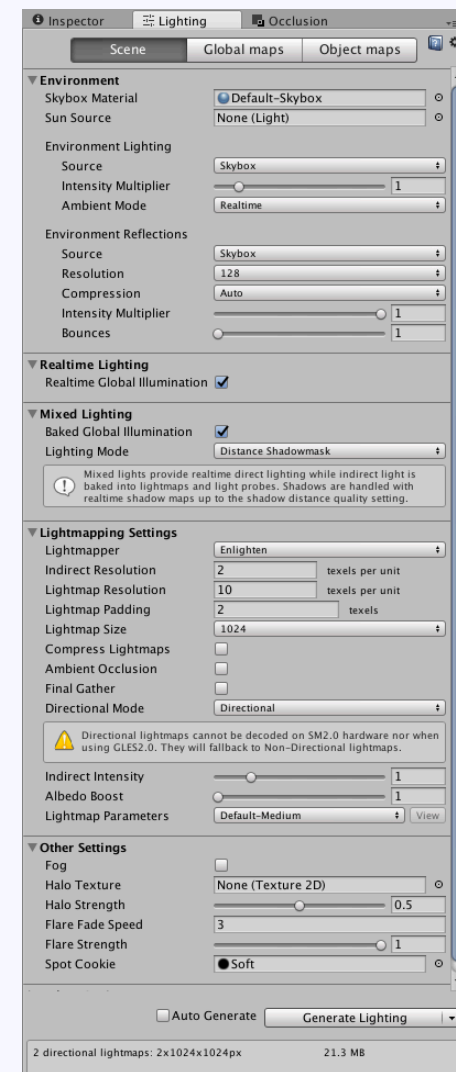 Inspector Lighting Occlusion
Scene Global maps Object maps
Environment
Skybox Material Default-Skybox
Sun Source None (Light)
Environment Lighting
Source Skybox
Intensity Multiplier 1
Ambient Mode Realtime
Environment Reflections
Source Skybox
Resolution 128
Compression Auto
Intensity Multiplier 1
Bounces 1
Realtime Lighting
Realtime Global Illumination
Mixed Lighting
Baked Global Illumination
Lighting Mode Distance Shadowmask
Mixed lights provide realtime direct lighting while indirect light is
baked into lightmaps and light probes. Shadows are handled with
realtime shadow maps up to the shadow distance quality setting.
Lightmapping Settings
Lightmapper Enlighten
Indirect Resolution 2 texels per unit
Lightmap Resolution 10 texels per unit
Lightmap Padding 2 texels
Lightmap Size 1024
Compress Lightmaps
Ambient Occlusion
Final Gather
Directional Mode Directional
Directional lightmaps cannot be decoded on SM2.0 hardware nor when
using GLES2.0. They will fallback to Non-Directional lightmaps.
Indirect Intensity 1
Albedo Boost 1
Lightmap Parameters Default-Medium View
Other Settings
Fog
Halo Texture None (Texture 2D)
Halo Strength 0.5
Flare Fade Speed 3
Flare Strength 1
Spot Cookie Soft
Auto Generate Generate Lighting
2 directional lightmaps: 2x1024x1024px 21.3 MB